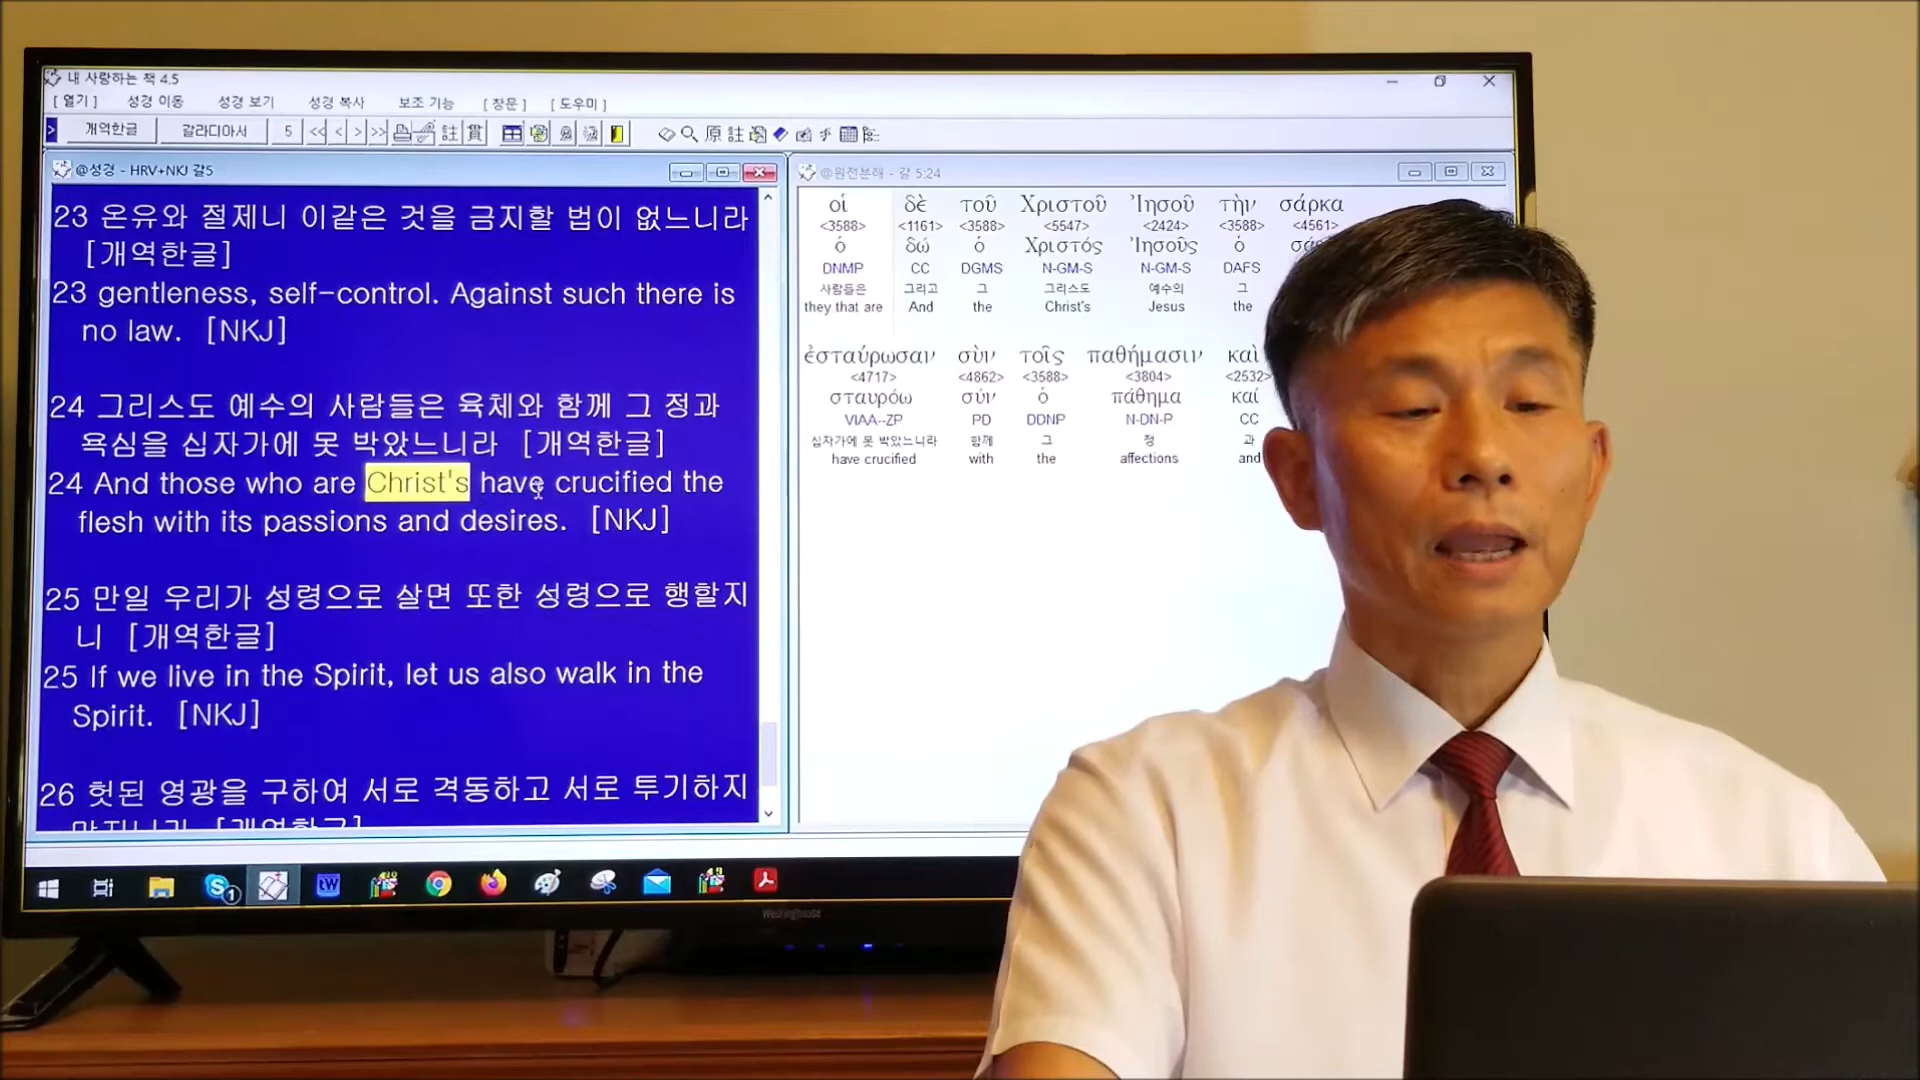 내 사랑하는 책 4.5
[ 열기 ] 성경 이동 성경 보기 성경 복사 보조 기능 [ 창문 ] [ 도우미 ]
개역한글 갈라디아서 5 << < > >> 註 貫 原 註
@성경 - HRV+NKJ 갈5
23 온유와 절제니 이같은 것을 금지할 법이 없느니라
[개역한글]
23 gentleness, self-control. Against such there is
no law. [NKJ]
24 그리스도 예수의 사람들은 육체와 함께 그 정과
욕심을 십자가에 못 박았느니라 [개역한글]
24 And those who are Christ's have crucified the
flesh with its passions and desires. [NKJ]
25 만일 우리가 성령으로 살면 또한 성령으로 행할지
니 [개역한글]
25 If we live in the Spirit, let us also walk in the
Spirit. [NKJ]
26 헛된 영광을 구하여 서로 격동하고 서로 투기하지
말지니라 [개역한글]
@원전분해 - 갈 5:24
οἱ δὲ τοῦ Χριστοῦ Ἰησοῦ τὴν σάρκα
<3588> <1161> <3588> <5547> <2424> <3588> <4561>
ὁ δώ ὁ Χριστός Ἰησοῦς ὁ
DNMP CC DGMS N-GM-S N-GM-S DAFS
사람들은 그리고 그 그리스도 예수의 그
they that are And the Christ's Jesus the
ἐσταύρωσαν σὺν τοῖς παθήμασιν καὶ
<4717> <4862> <3588> <3804> <2532>
σταυρόω σύν ὁ πάθημα καί
VIAA--ZP PD DDNP N-DN-P CC
십자가에 못 박았느니라 함께 그 정 과
have crucified with the affections and
tW
Westinghouse